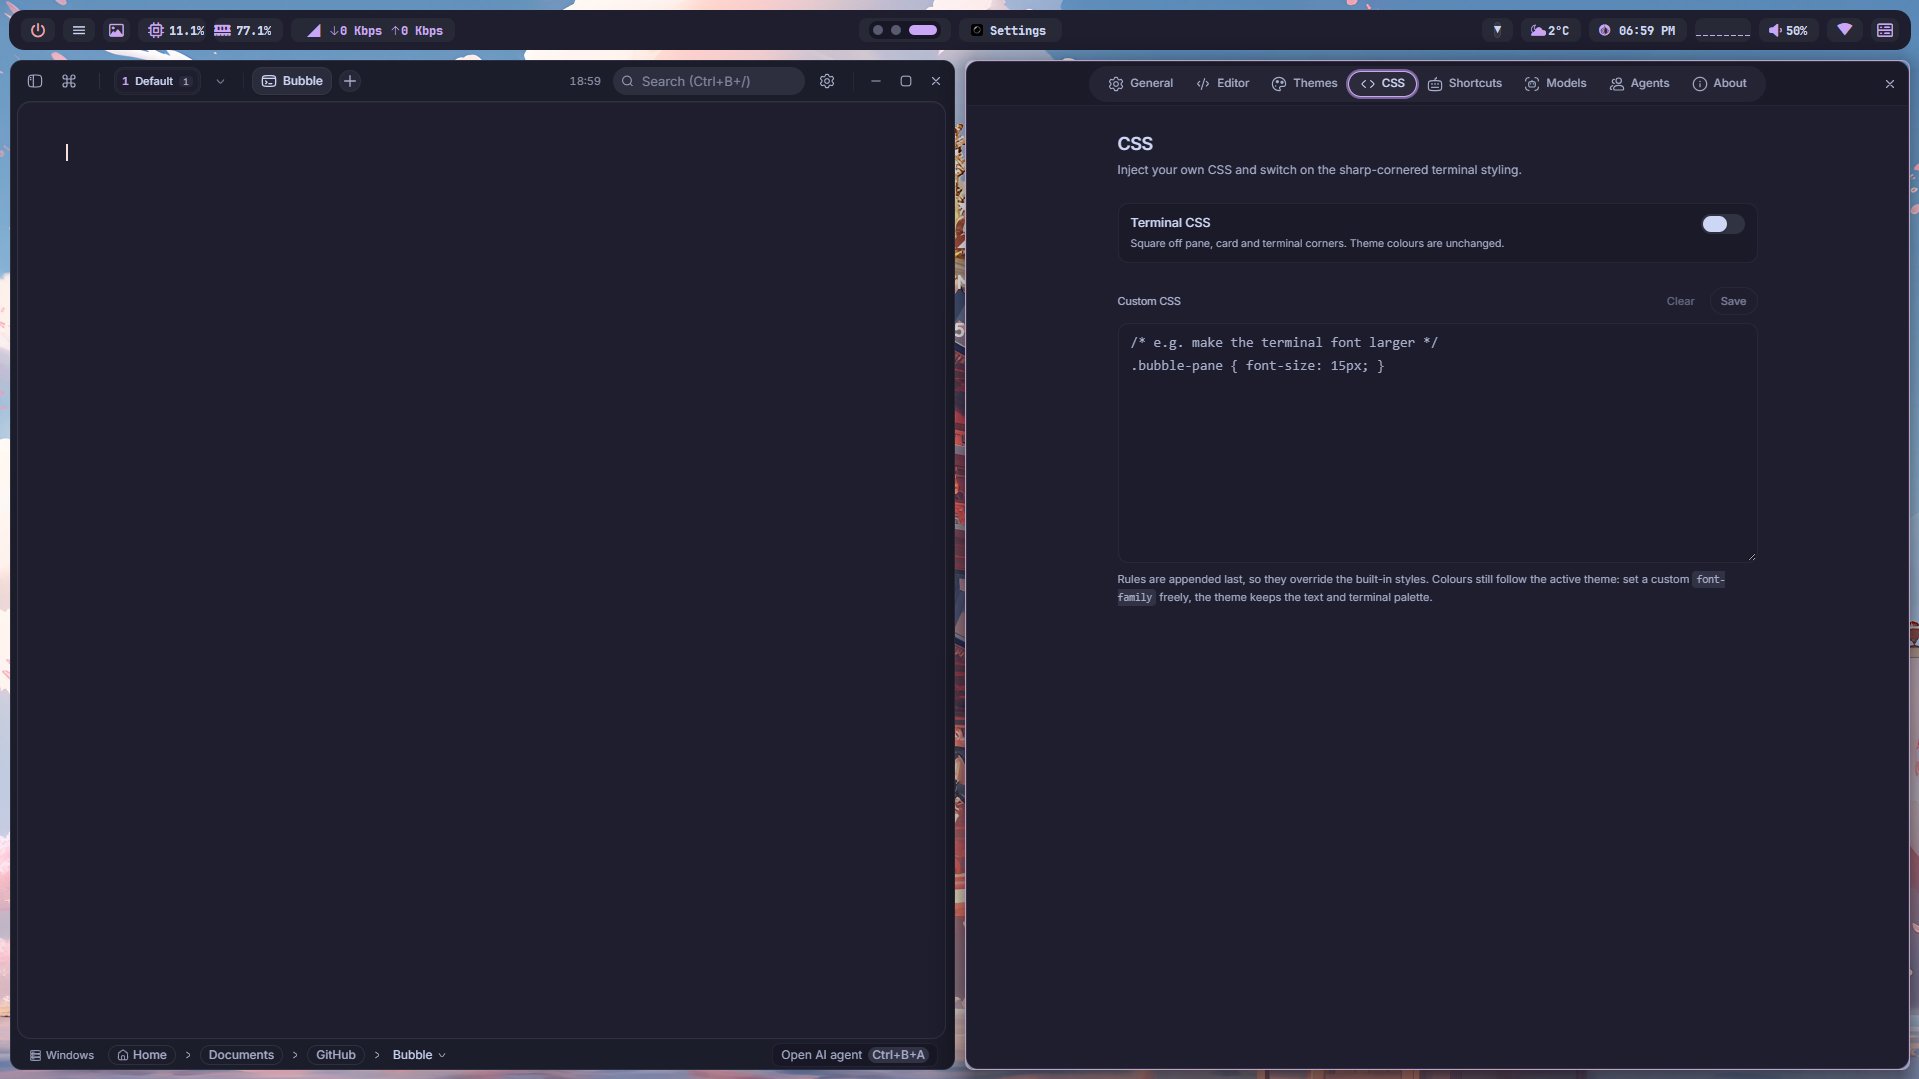 11.1% 77.1% ↓0 Kbps ↑0 Kbps Settings 2°C 06:59 PM 50%
1 Default 1 Bubble 18:59 Search (Ctrl+B+/)
General Editor Themes CSS Shortcuts Models Agents About
CSS
Inject your own CSS and switch on the sharp-cornered terminal styling.
Terminal CSS
Square off pane, card and terminal corners. Theme colours are unchanged.
Custom CSS Clear Save
/* e.g. make the terminal font larger */
.bubble-pane { font-size: 15px; }
Rules are appended last, so they override the built-in styles. Colours still follow the active theme: set a custom font-
family freely, the theme keeps the text and terminal palette.
Windows Home > Documents > GitHub > Bubble Open AI agent Ctrl+B+A